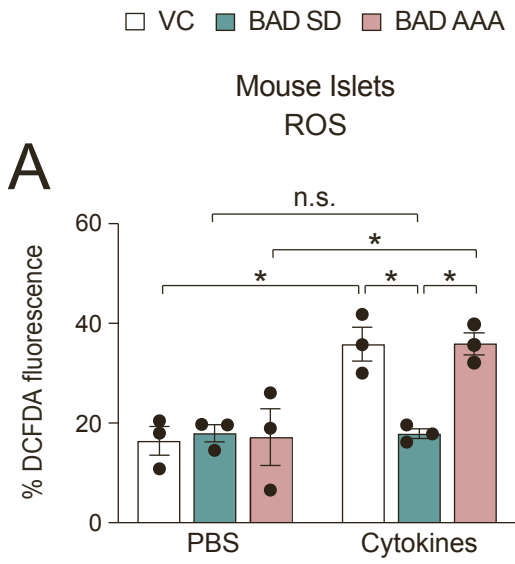 VC BAD SD BAD AAA
Mouse Islets
ROS
A
n.s.
*
* * *
% DCFDA fluorescence
60
40
20
0
PBS Cytokines